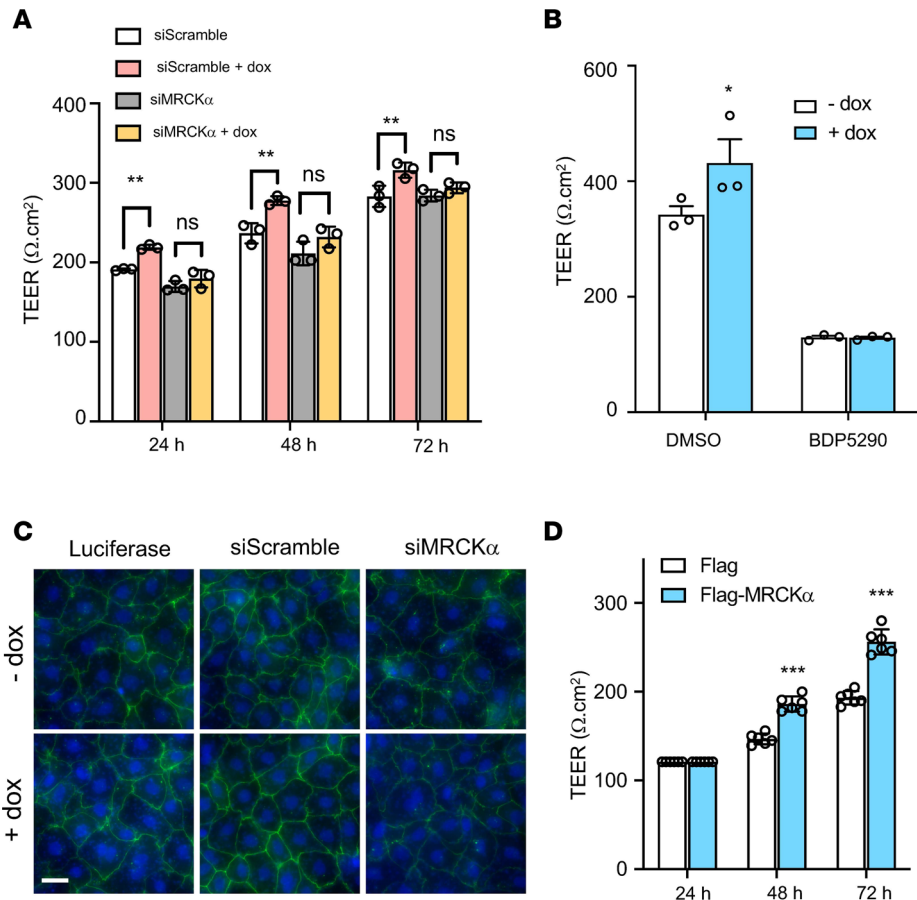 A
siScramble
siScramble + dox
siMRCKα
siMRCKα + dox
400
300
200
100
0
TEER (Ω.cm²)
**
ns
**
ns
**
ns
24 h
48 h
72 h
B
600
400
200
0
TEER (Ω.cm²)
*
- dox
+ dox
DMSO
BDP5290
C
Luciferase
siScramble
siMRCKα
- dox
+ dox
D
Flag
Flag-MRCKα
300
200
100
0
TEER (Ω.cm²)
***
***
24 h
48 h
72 h